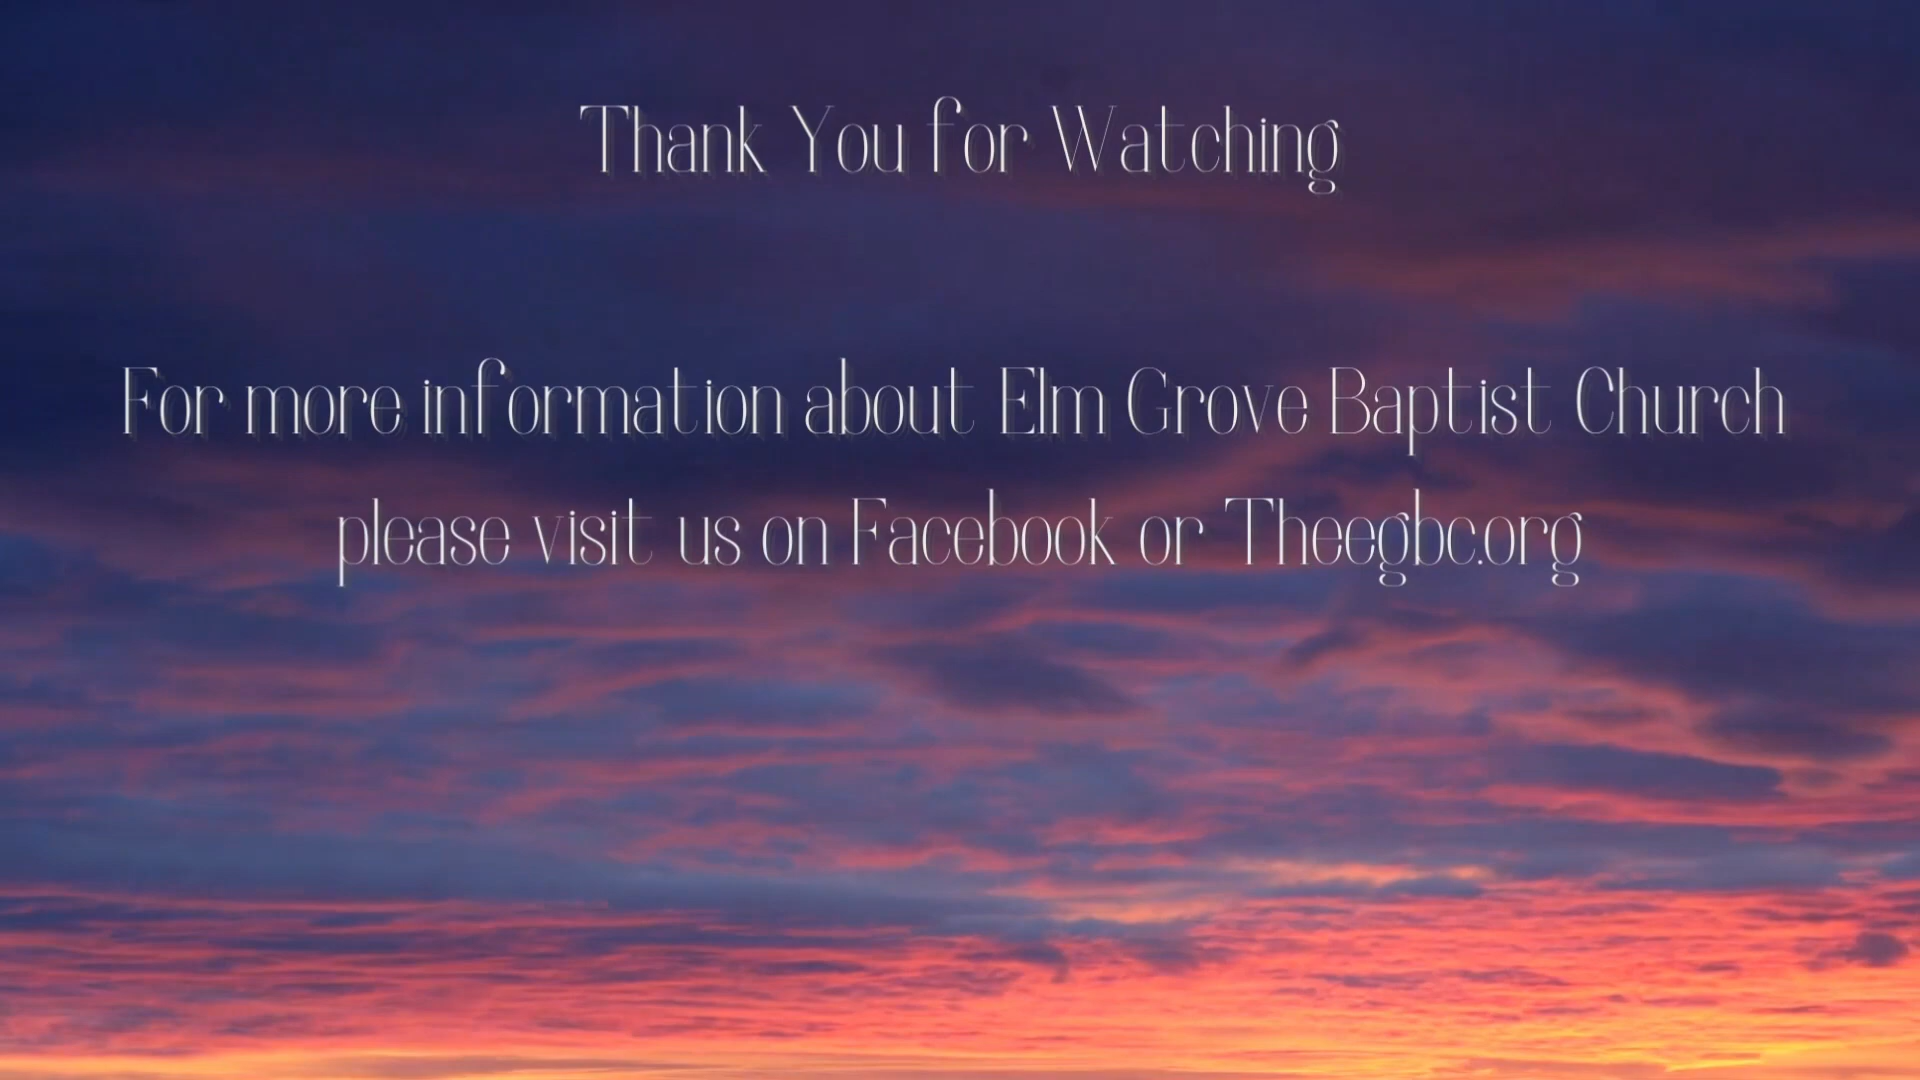 Thank You for Watching
For more information about Elm Grove Baptist Church
please visit us on Facebook or Theegbc.org